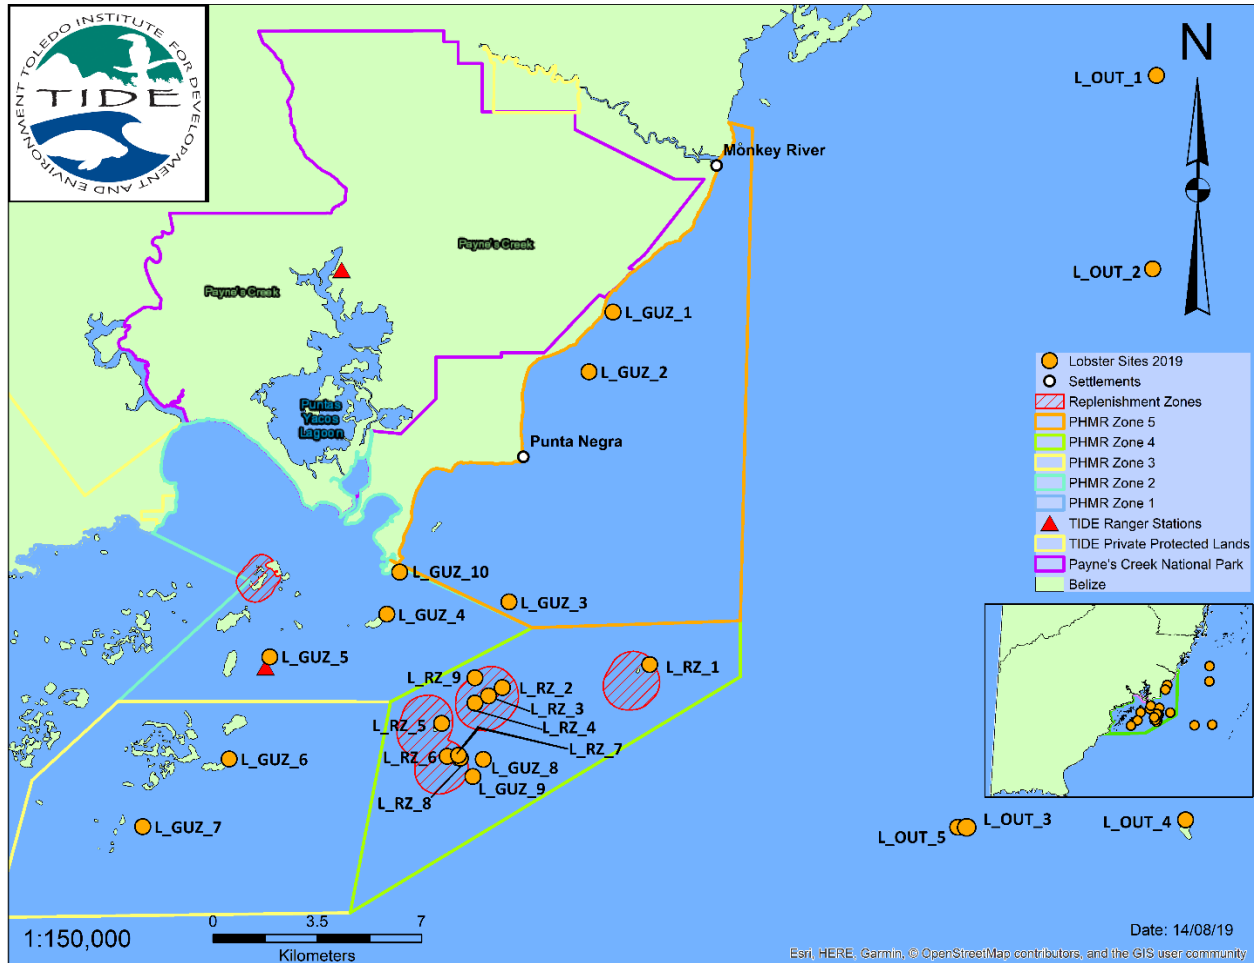 TOLEDO INSTITUTE FOR DEVELOPMENT AND ENVIRONMENT
TIDE
N
L_OUT_1
Monkey River
Payne's Creek
L_OUT_2
Payne's Creek
L_GUZ_1
L_GUZ_2
Lobster Sites 2019
Settlements
Replenishment Zones
PHMR Zone 5
PHMR Zone 4
PHMR Zone 3
PHMR Zone 2
PHMR Zone 1
TIDE Ranger Stations
TIDE Private Protected Lands
Payne's Creek National Park
Belize
Puntas
Ycacos
Lagoon
Punta Negra
L_GUZ_10
L_GUZ_3
L_GUZ_4
L_GUZ_5
L_RZ_1
L_RZ_9
L_RZ_2
L_RZ_3
L_RZ_5
L_RZ_4
L_RZ_7
L_RZ_6
L_GUZ_8
L_GUZ_6
L_GUZ_9
L_RZ_8
L_GUZ_7
L_OUT_5
L_OUT_3
L_OUT_4
0 3.5 7
Kilometers
1:150,000
Date: 14/08/19
Esri, HERE, Garmin, © OpenStreetMap contributors, and the GIS user community